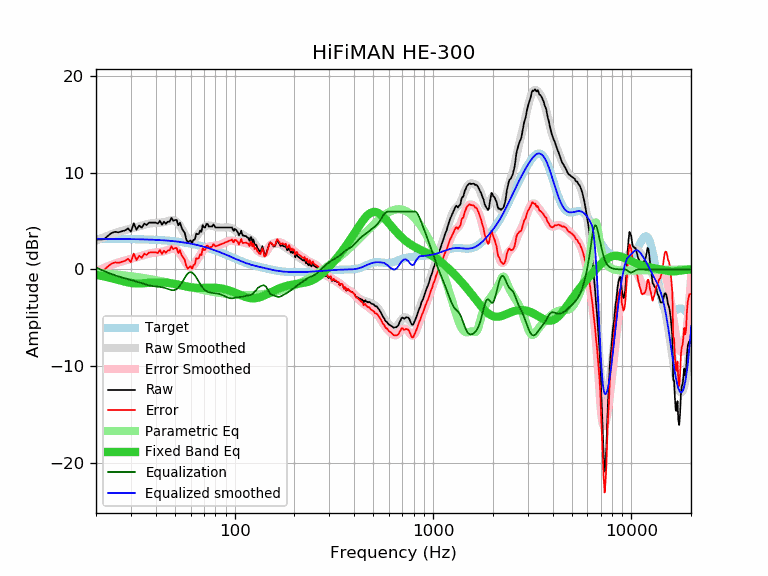 HiFiMAN HE-300
20
10
0
−10
−20
Amplitude (dBr)
Target
Raw Smoothed
Error Smoothed
Raw
Error
Parametric Eq
Fixed Band Eq
Equalization
Equalized smoothed
100
1000
10000
Frequency (Hz)